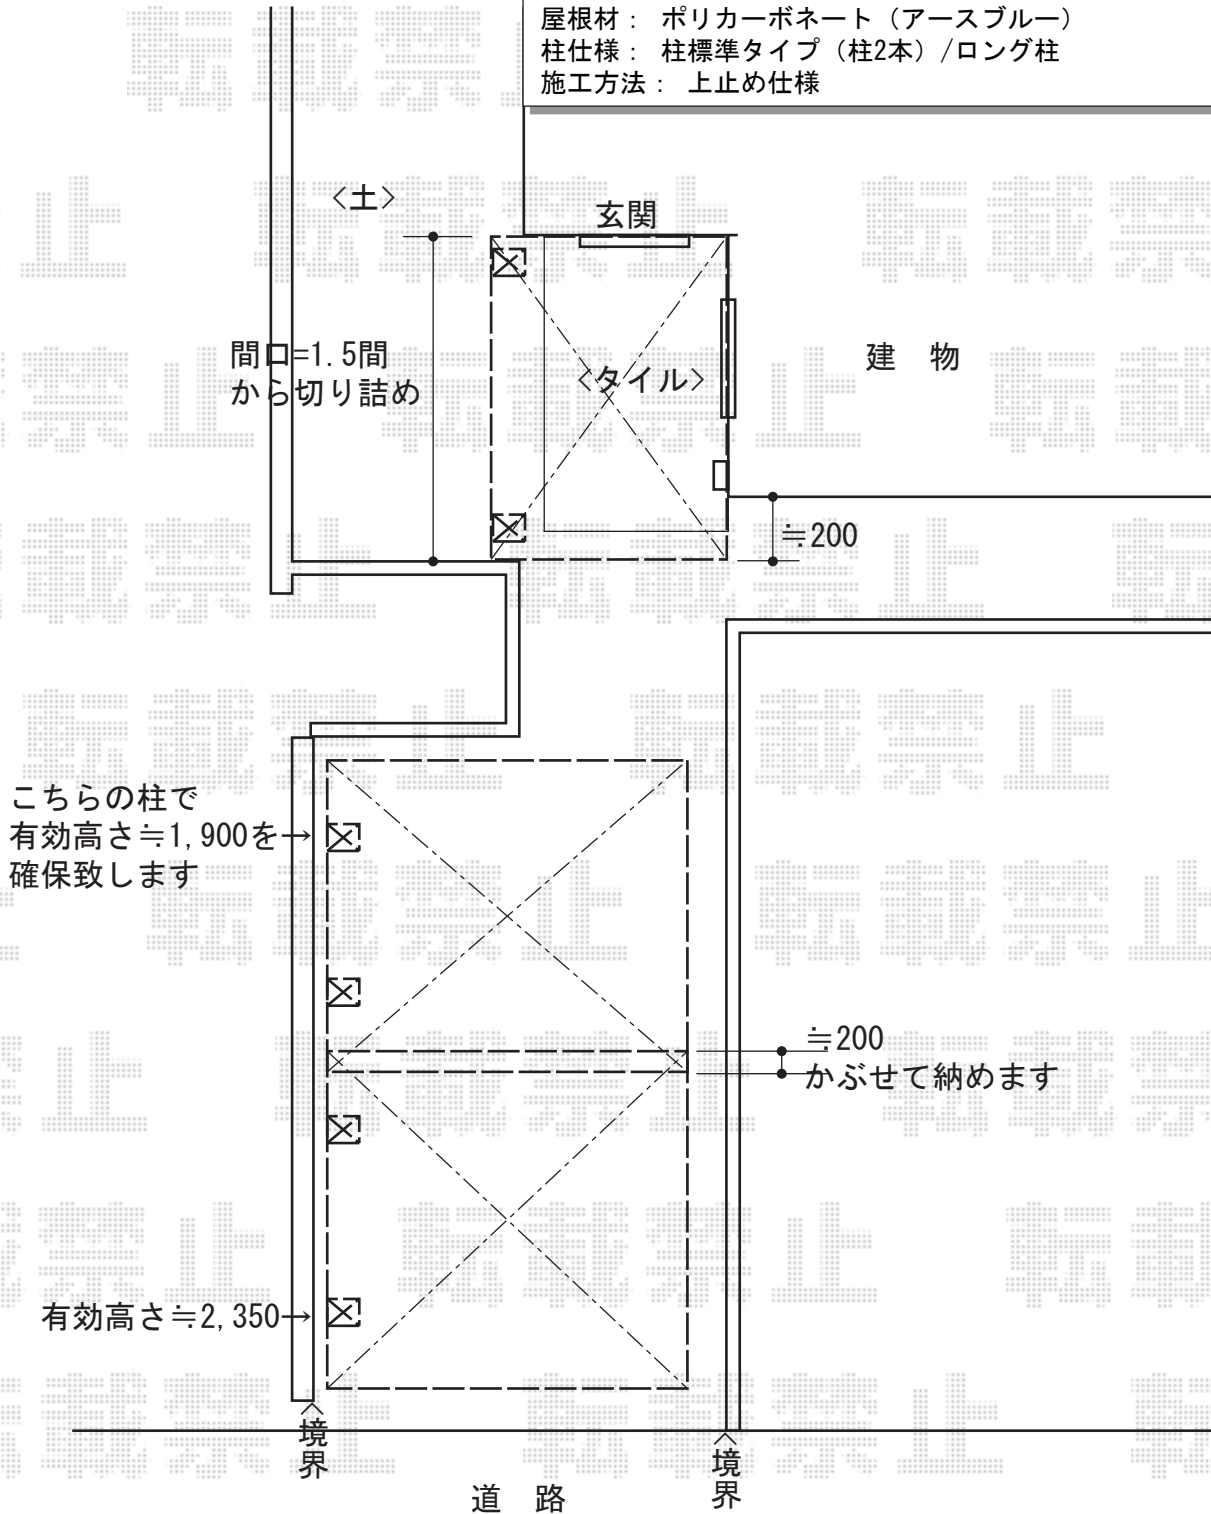 屋根材： ポリカーボネート（アースブルー）
柱仕様： 柱標準タイプ（柱2本）/ロング柱
施工方法： 上止め仕様
<土>
玄関
間口=1.5間
から切り詰め
<タイル>
建 物
≒200
こちらの柱で
有効高さ≒1,900を→
確保致します
≒200
かぶせて納めます
有効高さ≒2,350→
<境界
<境界
道 路
転載禁止